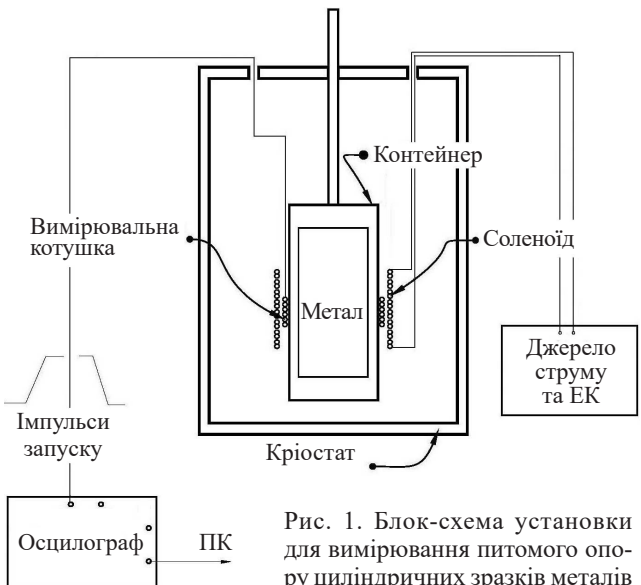 Контейнер
Вимірювальна
котушка
Соленоїд
Метал
Джерело
струму
та ЕК
Імпульси
запуску
Кріостат
Осцилограф
ПК
Рис. 1. Блок-схема установки
для вимірювання питомого опо-
ру циліндричних зразків металів